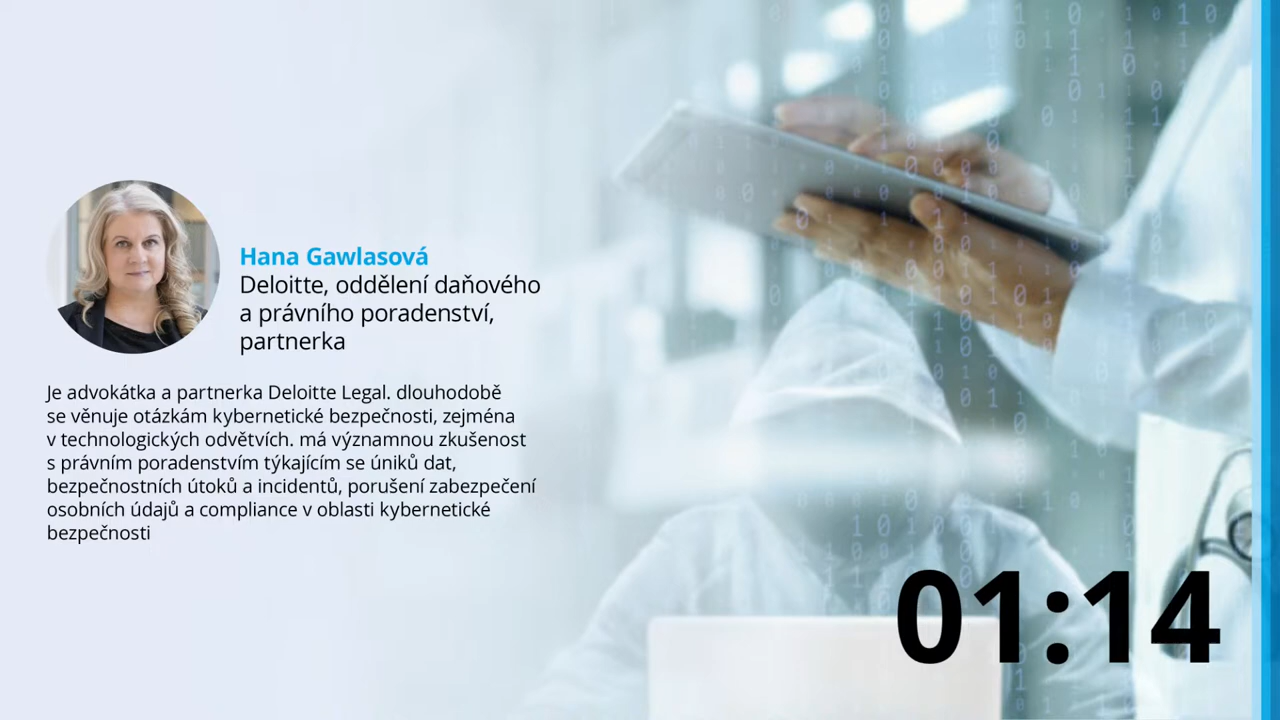 Hana Gawlasová
Deloitte, oddělení daňového
a právního poradenství,
partnerka
Je advokátka a partnerka Deloitte Legal. dlouhodobě
se věnuje otázkám kybernetické bezpečnosti, zejména
v technologických odvětvích. má významnou zkušenost
s právním poradenstvím týkajícím se úniků dat,
bezpečnostních útoků a incidentů, porušení zabezpečení
osobních údajů a compliance v oblasti kybernetické
bezpečnosti
01:14